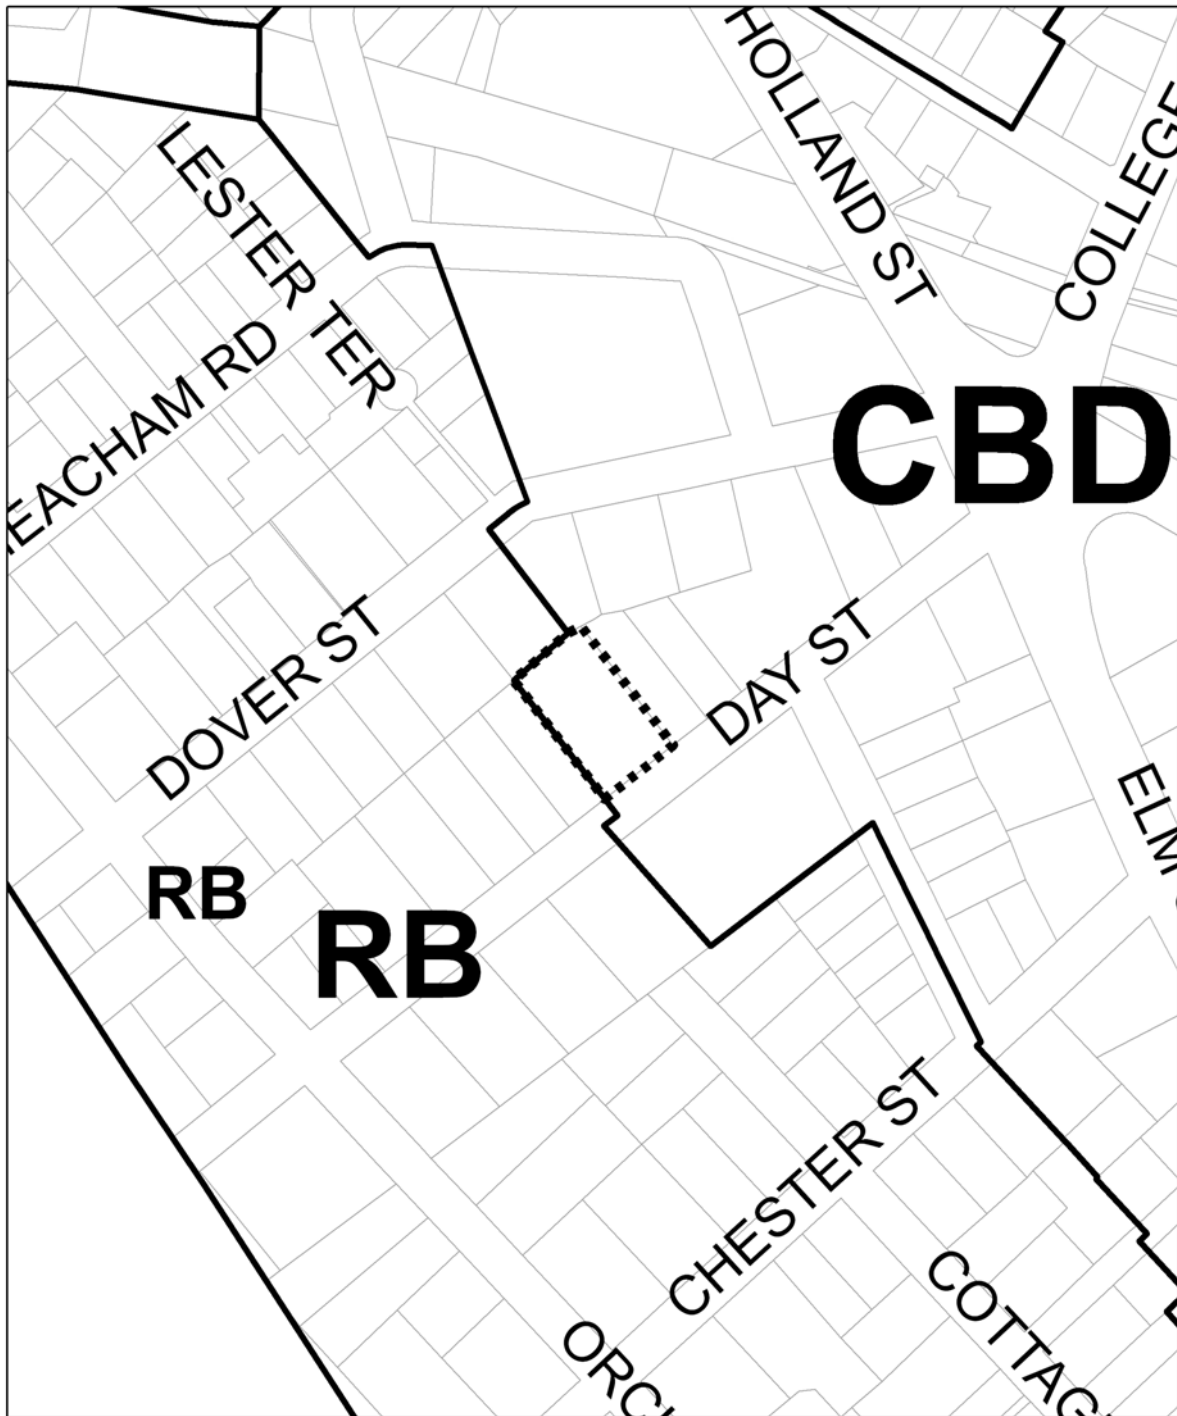 HOLLAND ST
COLLEGE
LESTER TER
EACHAM RD
CBD
DOVER ST
DAY ST
ELM
RB
RB
CHESTER ST
COTTAG
ORC